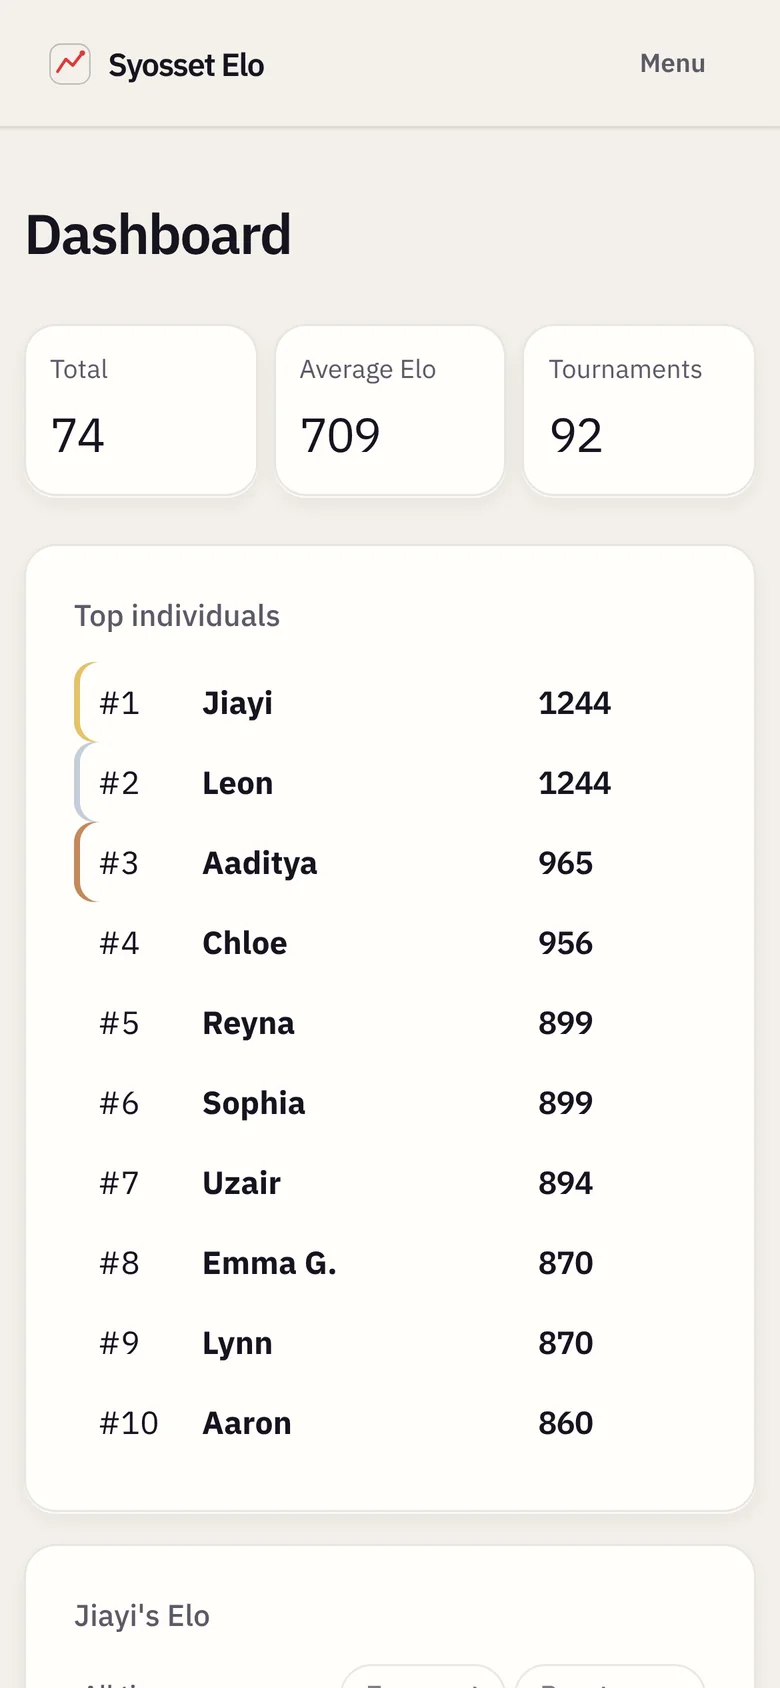 Syosset Elo
Menu
Dashboard
Total
74
Average Elo
709
Tournaments
92
Top individuals
#1 Jiayi 1244
#2 Leon 1244
#3 Aaditya 965
#4 Chloe 956
#5 Reyna 899
#6 Sophia 899
#7 Uzair 894
#8 Emma G. 870
#9 Lynn 870
#10 Aaron 860
Jiayi's Elo